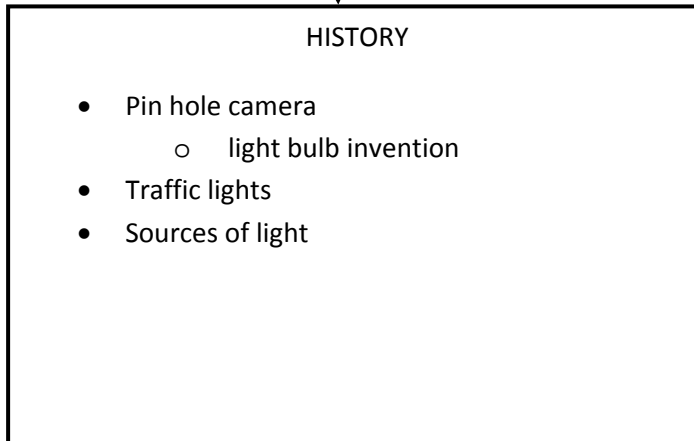 HISTORY
• Pin hole camera
o light bulb invention
• Traffic lights
• Sources of light